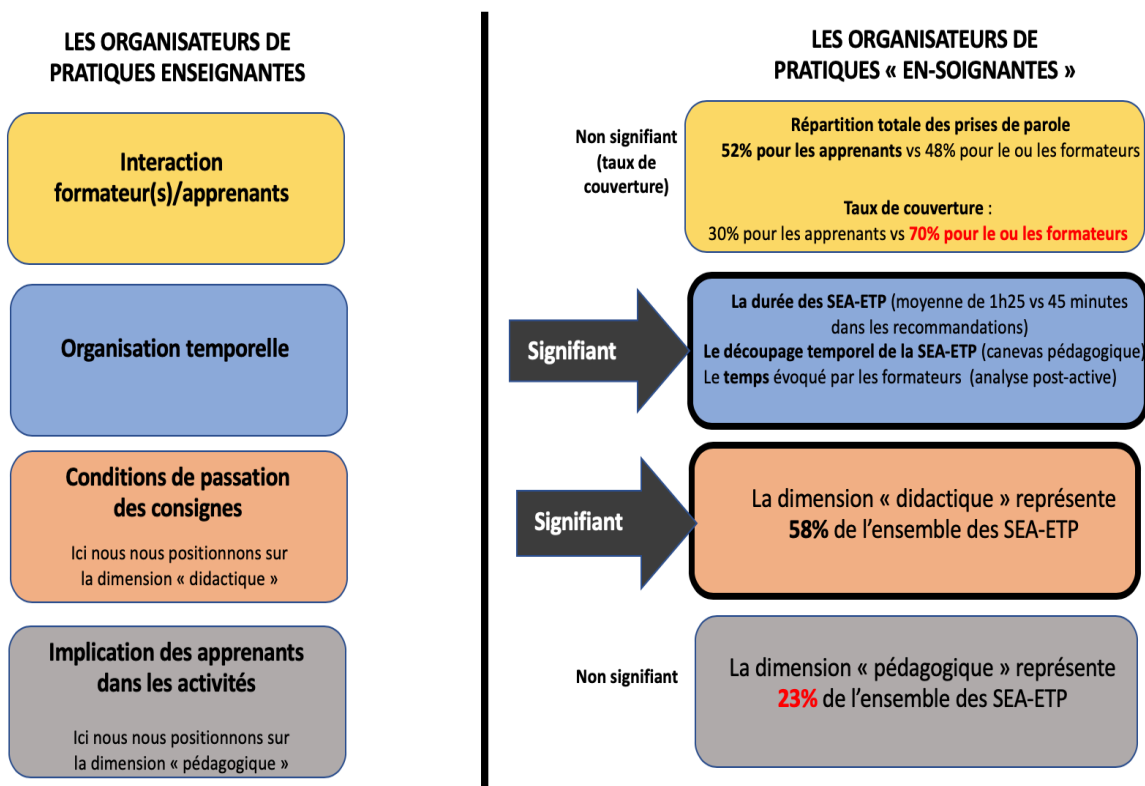 LES ORGANISATEURS DE
PRATIQUES ENSEIGNANTES
Interaction
formateur(s)/apprenants
Organisation temporelle
Conditions de passation
des consignes
Ici nous nous positionnons sur
la dimension « didactique »
Implication des apprenants
dans les activités
Ici nous nous positionnons sur
la dimension « pédagogique »
LES ORGANISATEURS DE
PRATIQUES « EN-SOIGNANTES »
Non signifiant
(taux de
couverture)
Répartition totale des prises de parole
52% pour les apprenants vs 48% pour le ou les formateurs
Taux de couverture :
30% pour les apprenants vs 70% pour le ou les formateurs
Signifiant
La durée des SEA-ETP (moyenne de 1h25 vs 45 minutes
dans les recommandations)
Le découpage temporel de la SEA-ETP (canevas pédagogique)
Le temps évoqué par les formateurs (analyse post-active)
Signifiant
La dimension « didactique » représente
58% de l'ensemble des SEA-ETP
Non signifiant
La dimension « pédagogique » représente
23% de l'ensemble des SEA-ETP